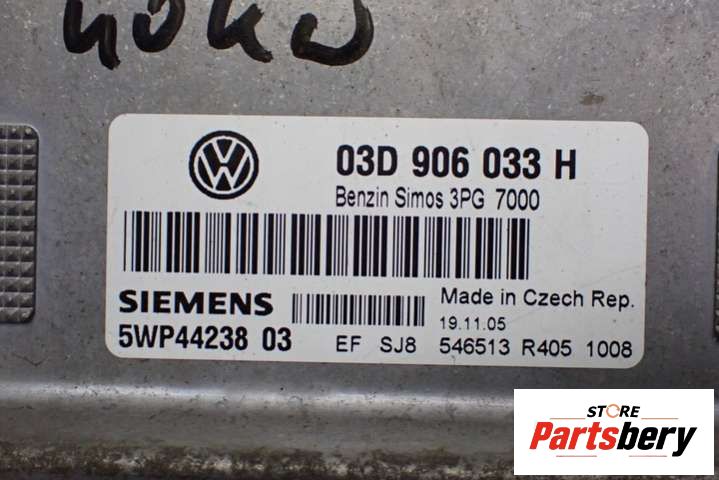 03D 906 033 H
Benzin Simos 3PG 7000
SIEMENS
Made in Czech Rep.
19.11.05
5WP44238 03
EF SJ8 546513 R405 1008
STORE
Partsbery